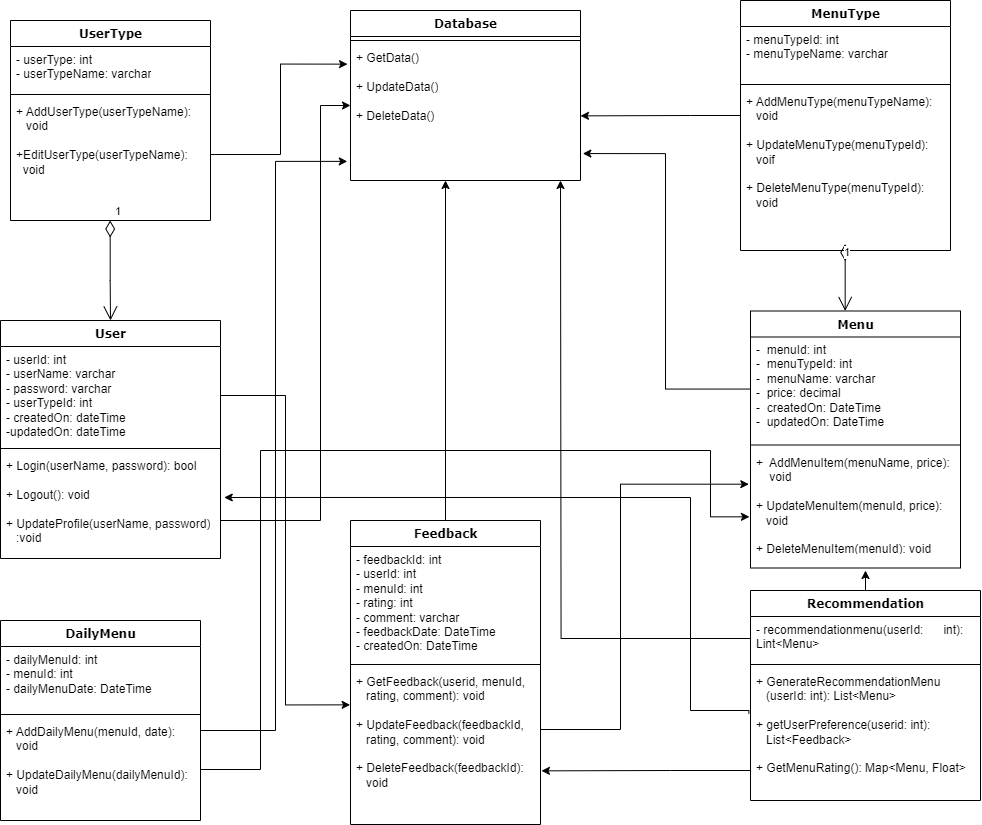 UserType
- userType: int
- userTypeName: varchar
+ AddUserType(userTypeName):
void
+EditUserType(userTypeName):
void
1
Database
+ GetData()
+ UpdateData()
+ DeleteData()
MenuType
- menuTypeId: int
- menuTypeName: varchar
+ AddMenuType(menuTypeName):
void
+ UpdateMenuType(menuTypeId):
voif
+ DeleteMenuType(menuTypeId):
void
1
User
- userId: int
- userName: varchar
- password: varchar
- userTypeId: int
- createdOn: dateTime
-updatedOn: dateTime
+ Login(userName, password): bool
+ Logout(): void
+ UpdateProfile(userName, password)
:void
Menu
- menuId: int
- menuTypeId: int
- menuName: varchar
- price: decimal
- createdOn: DateTime
- updatedOn: DateTime
+ AddMenuItem(menuName, price):
void
+ UpdateMenuItem(menuId, price):
void
+ DeleteMenuItem(menuId): void
Feedback
- feedbackId: int
- userId: int
- menuId: int
- rating: int
- comment: varchar
- feedbackDate: DateTime
- createdOn: DateTime
+ GetFeedback(userid, menuId,
rating, comment): void
+ UpdateFeedback(feedbackId,
rating, comment): void
+ DeleteFeedback(feedbackId):
void
DailyMenu
- dailyMenuId: int
- menuId: int
- dailyMenuDate: DateTime
+ AddDailyMenu(menuId, date):
void
+ UpdateDailyMenu(dailyMenuId):
void
Recommendation
- recommendationmenu(userId: int):
Lint<Menu>
+ GenerateRecommendationMenu
(userId: int): List<Menu>
+ getUserPreference(userid: int):
List<Feedback>
+ GetMenuRating(): Map<Menu, Float>